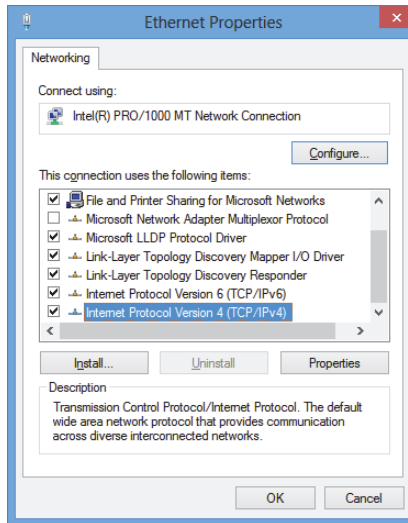 Ethernet Properties
Networking
Connect using:
Intel(R) PRO/1000 MT Network Connection
Configure...
This connection uses the following items:
File and Printer Sharing for Microsoft Networks
Microsoft Network Adapter Multiplexor Protocol
Microsoft LLDP Protocol Driver
Link-Layer Topology Discovery Mapper I/O Driver
Link-Layer Topology Discovery Responder
Internet Protocol Version 6 (TCP/IPv6)
Internet Protocol Version 4 (TCP/IPv4)
Install... Uninstall Properties
Description
Transmission Control Protocol/Internet Protocol. The default
wide area network protocol that provides communication
across diverse interconnected networks.
OK Cancel